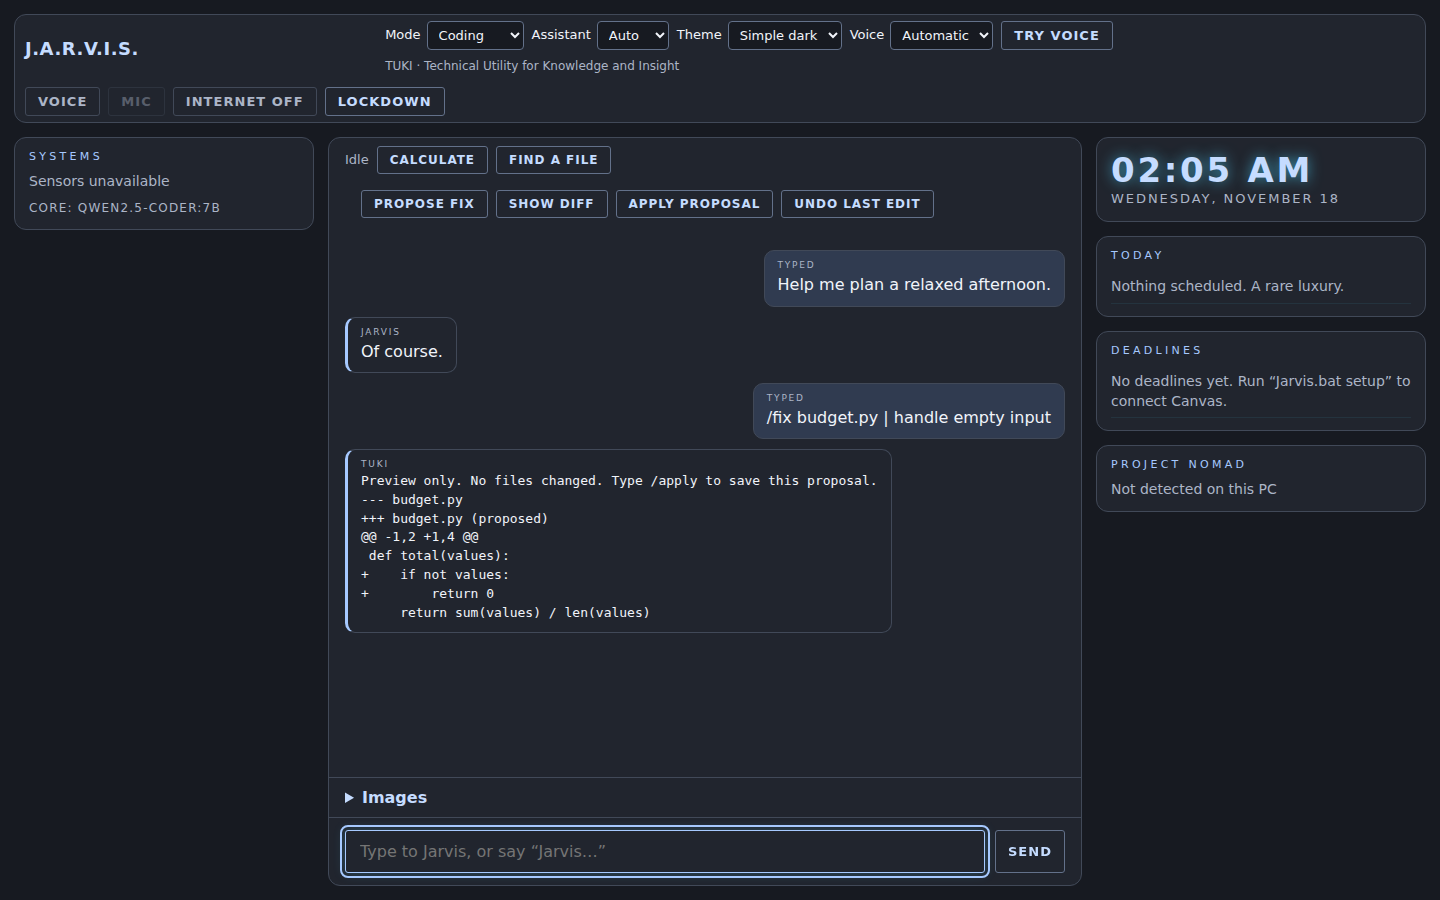 J.A.R.V.I.S.
Mode Coding Assistant Auto Theme Simple dark Voice Automatic TRY VOICE
TUKI · Technical Utility for Knowledge and Insight
VOICE MIC INTERNET OFF LOCKDOWN
SYSTEMS
Sensors unavailable
CORE: QWEN2.5-CODER:7B
Idle CALCULATE FIND A FILE
PROPOSE FIX SHOW DIFF APPLY PROPOSAL UNDO LAST EDIT
TYPED
Help me plan a relaxed afternoon.
JARVIS
Of course.
TYPED
/fix budget.py | handle empty input
TUKI
Preview only. No files changed. Type /apply to save this proposal.
--- budget.py
+++ budget.py (proposed)
@@ -1,2 +1,4 @@
 def total(values):
+    if not values:
+        return 0
     return sum(values) / len(values)
Images
Type to Jarvis, or say “Jarvis…”
SEND
02:05 AM
WEDNESDAY, NOVEMBER 18
TODAY
Nothing scheduled. A rare luxury.
DEADLINES
No deadlines yet. Run “Jarvis.bat setup” to
connect Canvas.
PROJECT NOMAD
Not detected on this PC